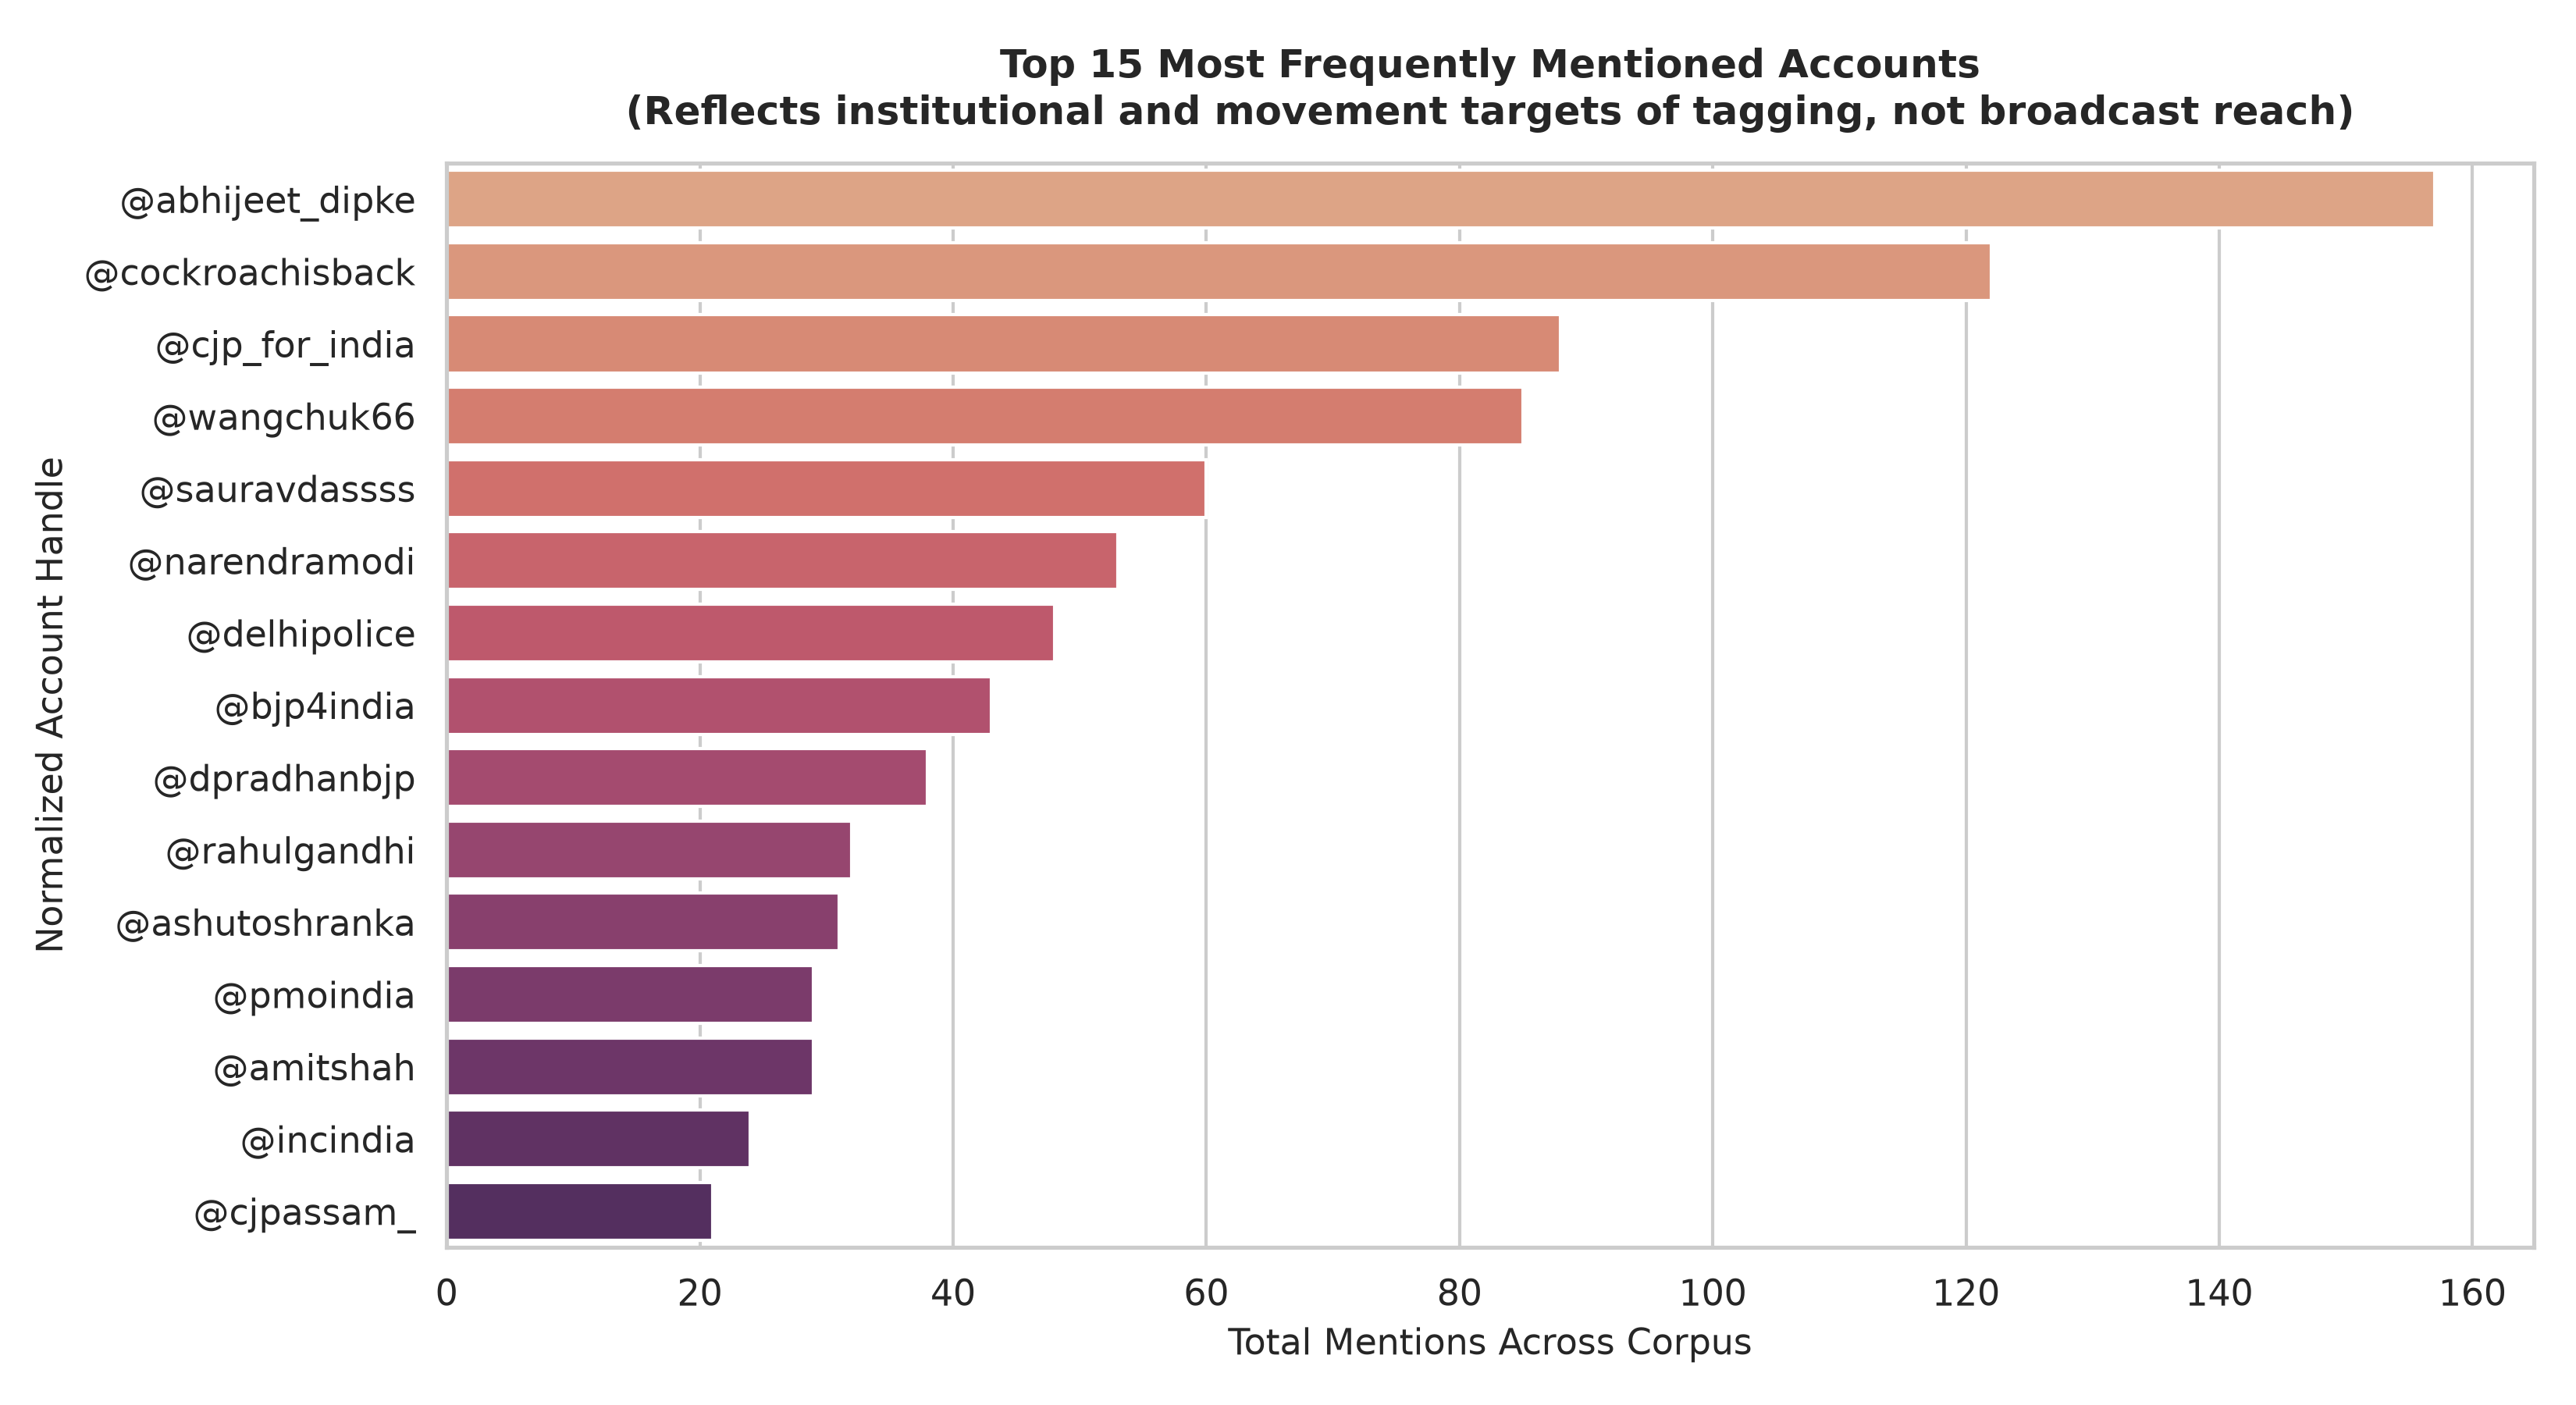 Top 15 Most Frequently Mentioned Accounts
(Reflects institutional and movement targets of tagging, not broadcast reach)
Normalized Account Handle
@abhijeet_dipke
@cockroachisback
@cjp_for_india
@wangchuk66
@sauravdassss
@narendramodi
@delhipolice
@bjp4india
@dpradhanbjp
@rahulgandhi
@ashutoshranka
@pmoindia
@amitshah
@incindia
@cjpassam_
0 20 40 60 80 100 120 140 160
Total Mentions Across Corpus